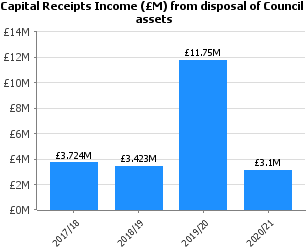 Capital Receipts Income (£M) from disposal of Council
assets
£14M
£12M
£10M
£8M
£6M
£4M
£2M
£0M
£3.724M
£3.423M
£11.75M
£3.1M
2017/18
2018/19
2019/20
2020/21